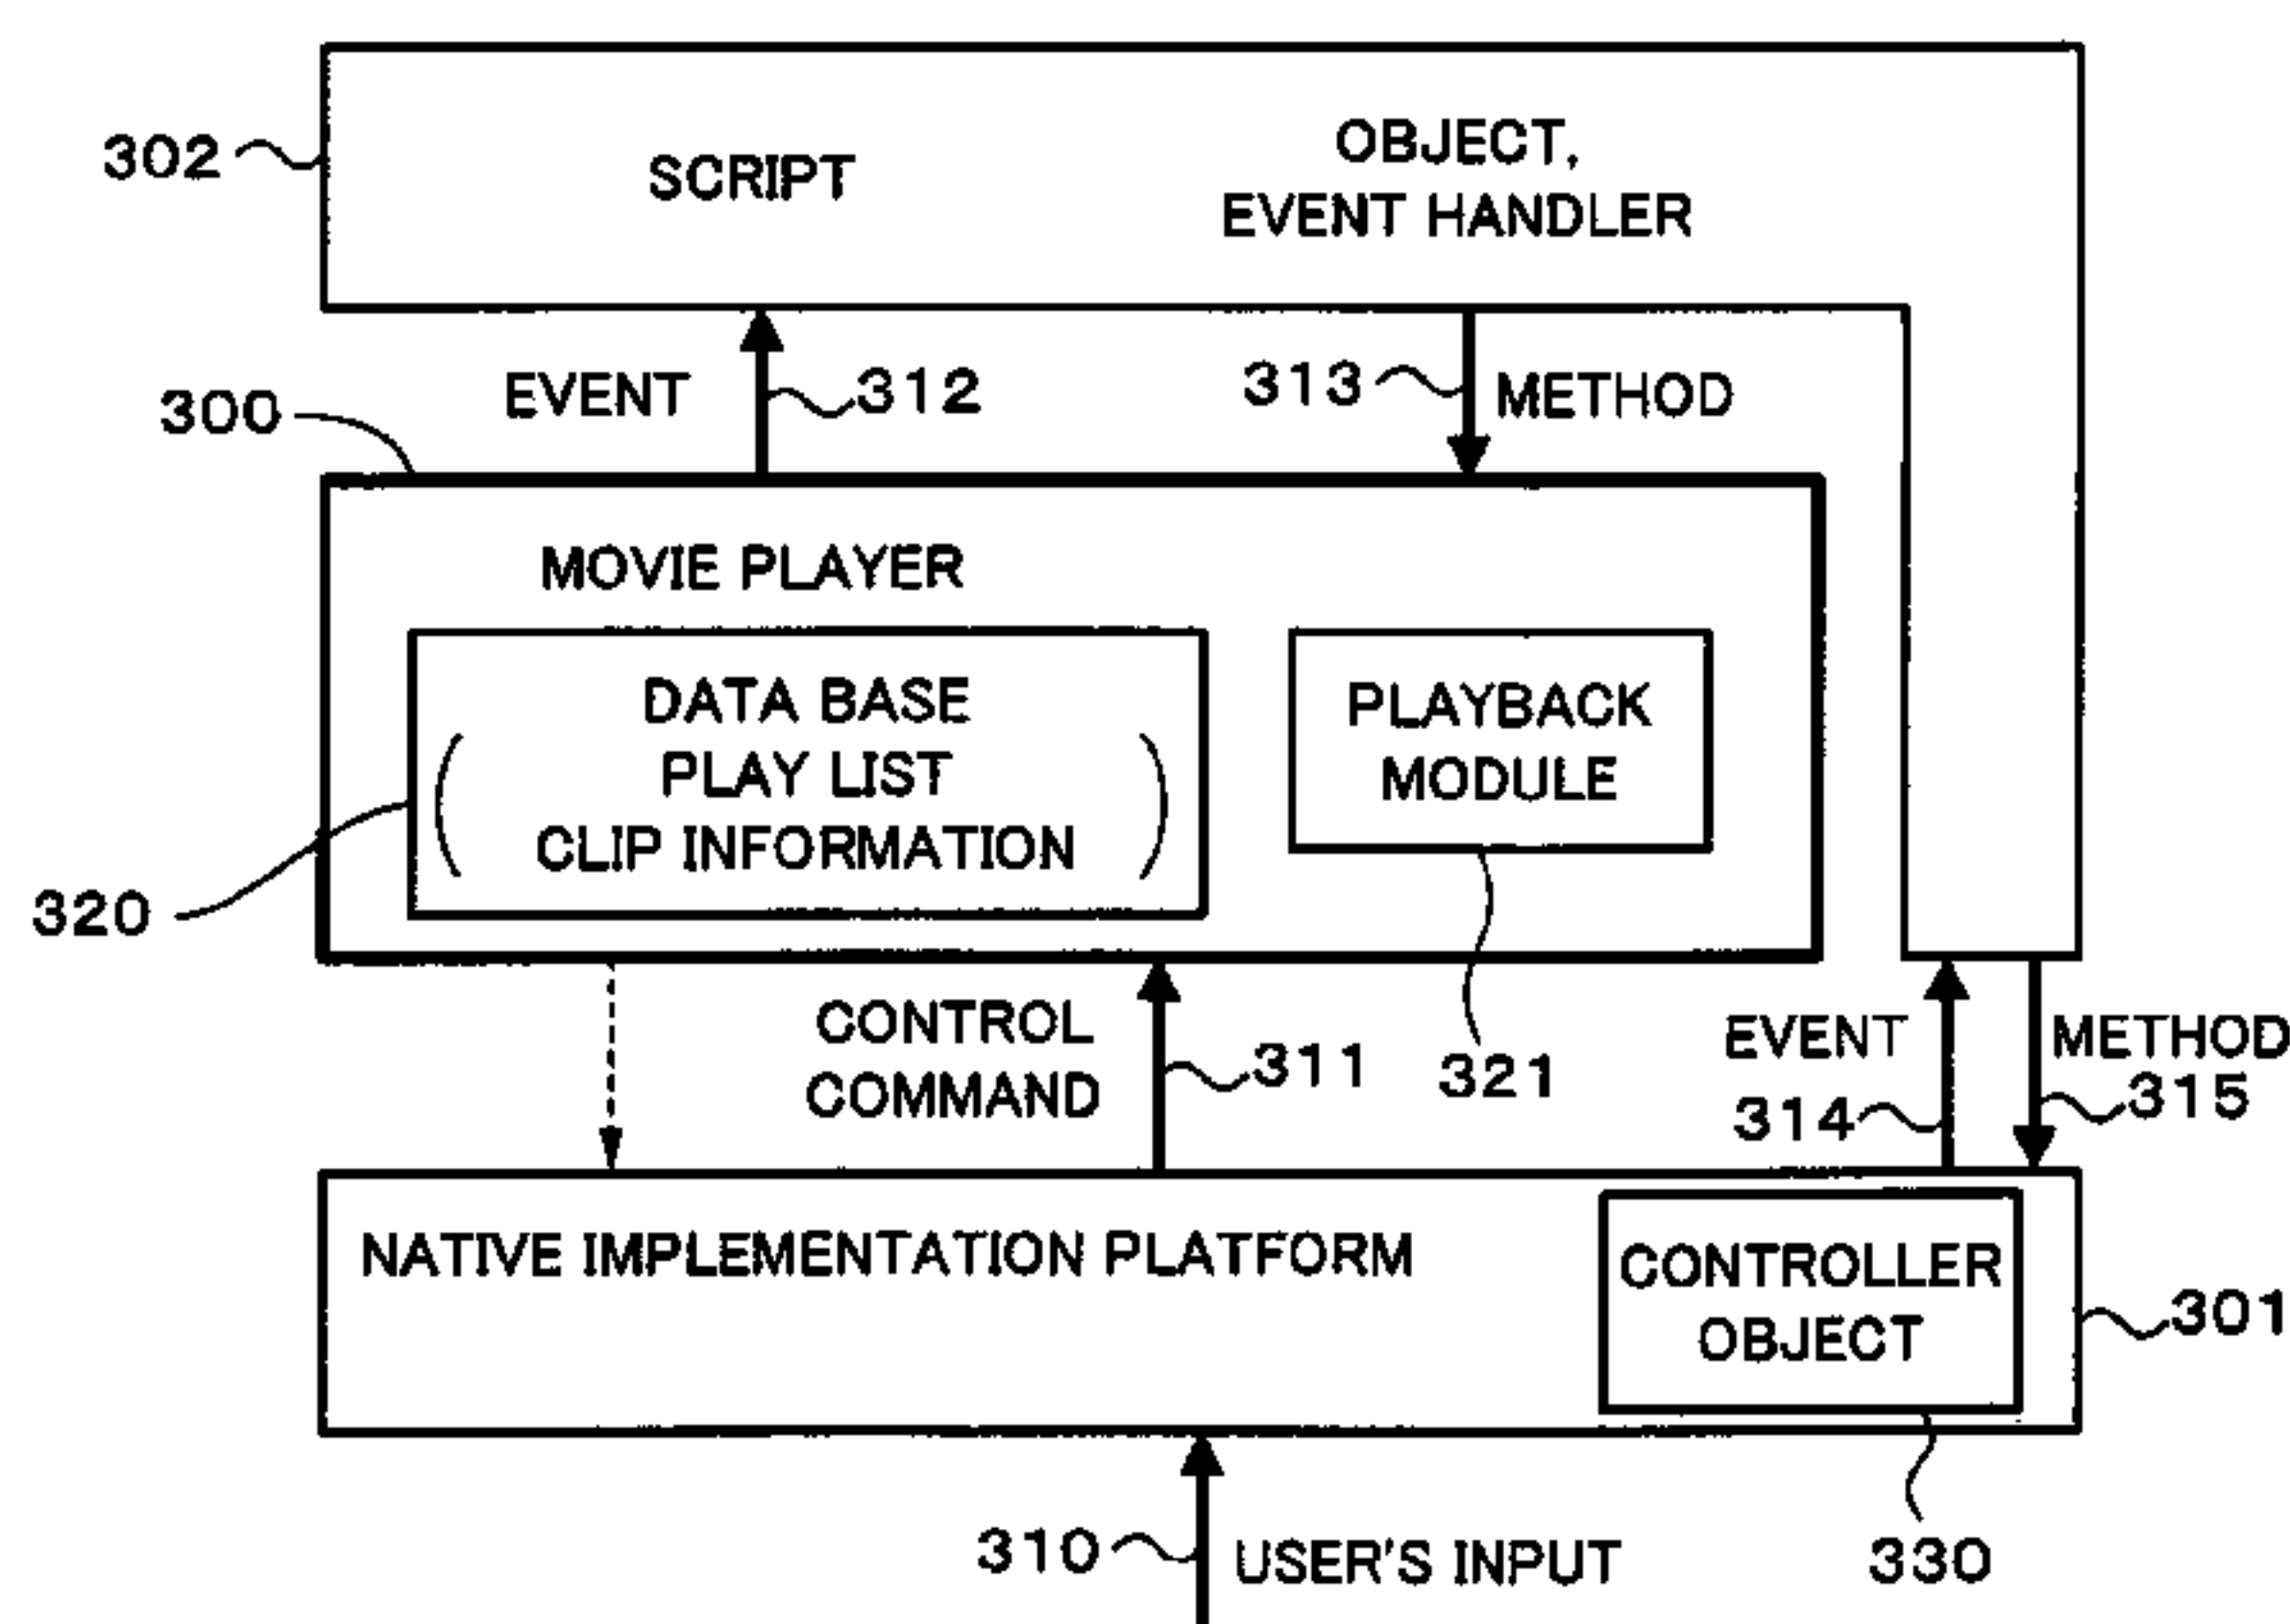 302
SCRIPT
OBJECT,
EVENT HANDLER
300
EVENT
312
313
METHOD
MOVIE PLAYER
DATA BASE
PLAY LIST
CLIP INFORMATION
PLAYBACK
MODULE
320
CONTROL
COMMAND
311
321
EVENT
314
METHOD
315
NATIVE IMPLEMENTATION PLATFORM
CONTROLLER
OBJECT
301
310
USER'S INPUT
330